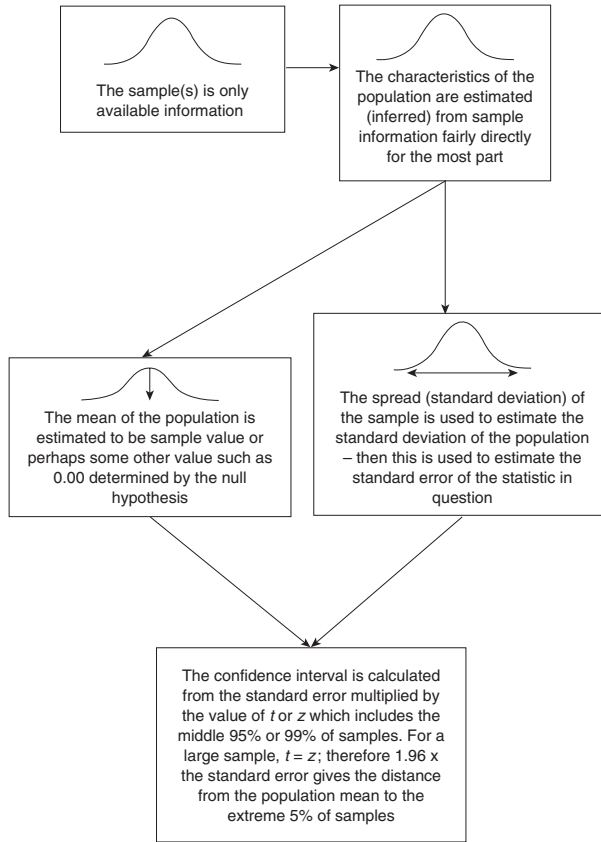 The sample(s) is only
available information
The characteristics of the
population are estimated
(inferred) from sample
information fairly directly
for the most part
The mean of the population is
estimated to be sample value or
perhaps some other value such as
0.00 determined by the null
hypothesis
The spread (standard deviation) of
the sample is used to estimate the
standard deviation of the population
– then this is used to estimate the
standard error of the statistic in
question
The confidence interval is calculated
from the standard error multiplied by
the value of t or z which includes the
middle 95% or 99% of samples. For a
large sample, t = z; therefore 1.96 x
the standard error gives the distance
from the population mean to the
extreme 5% of samples